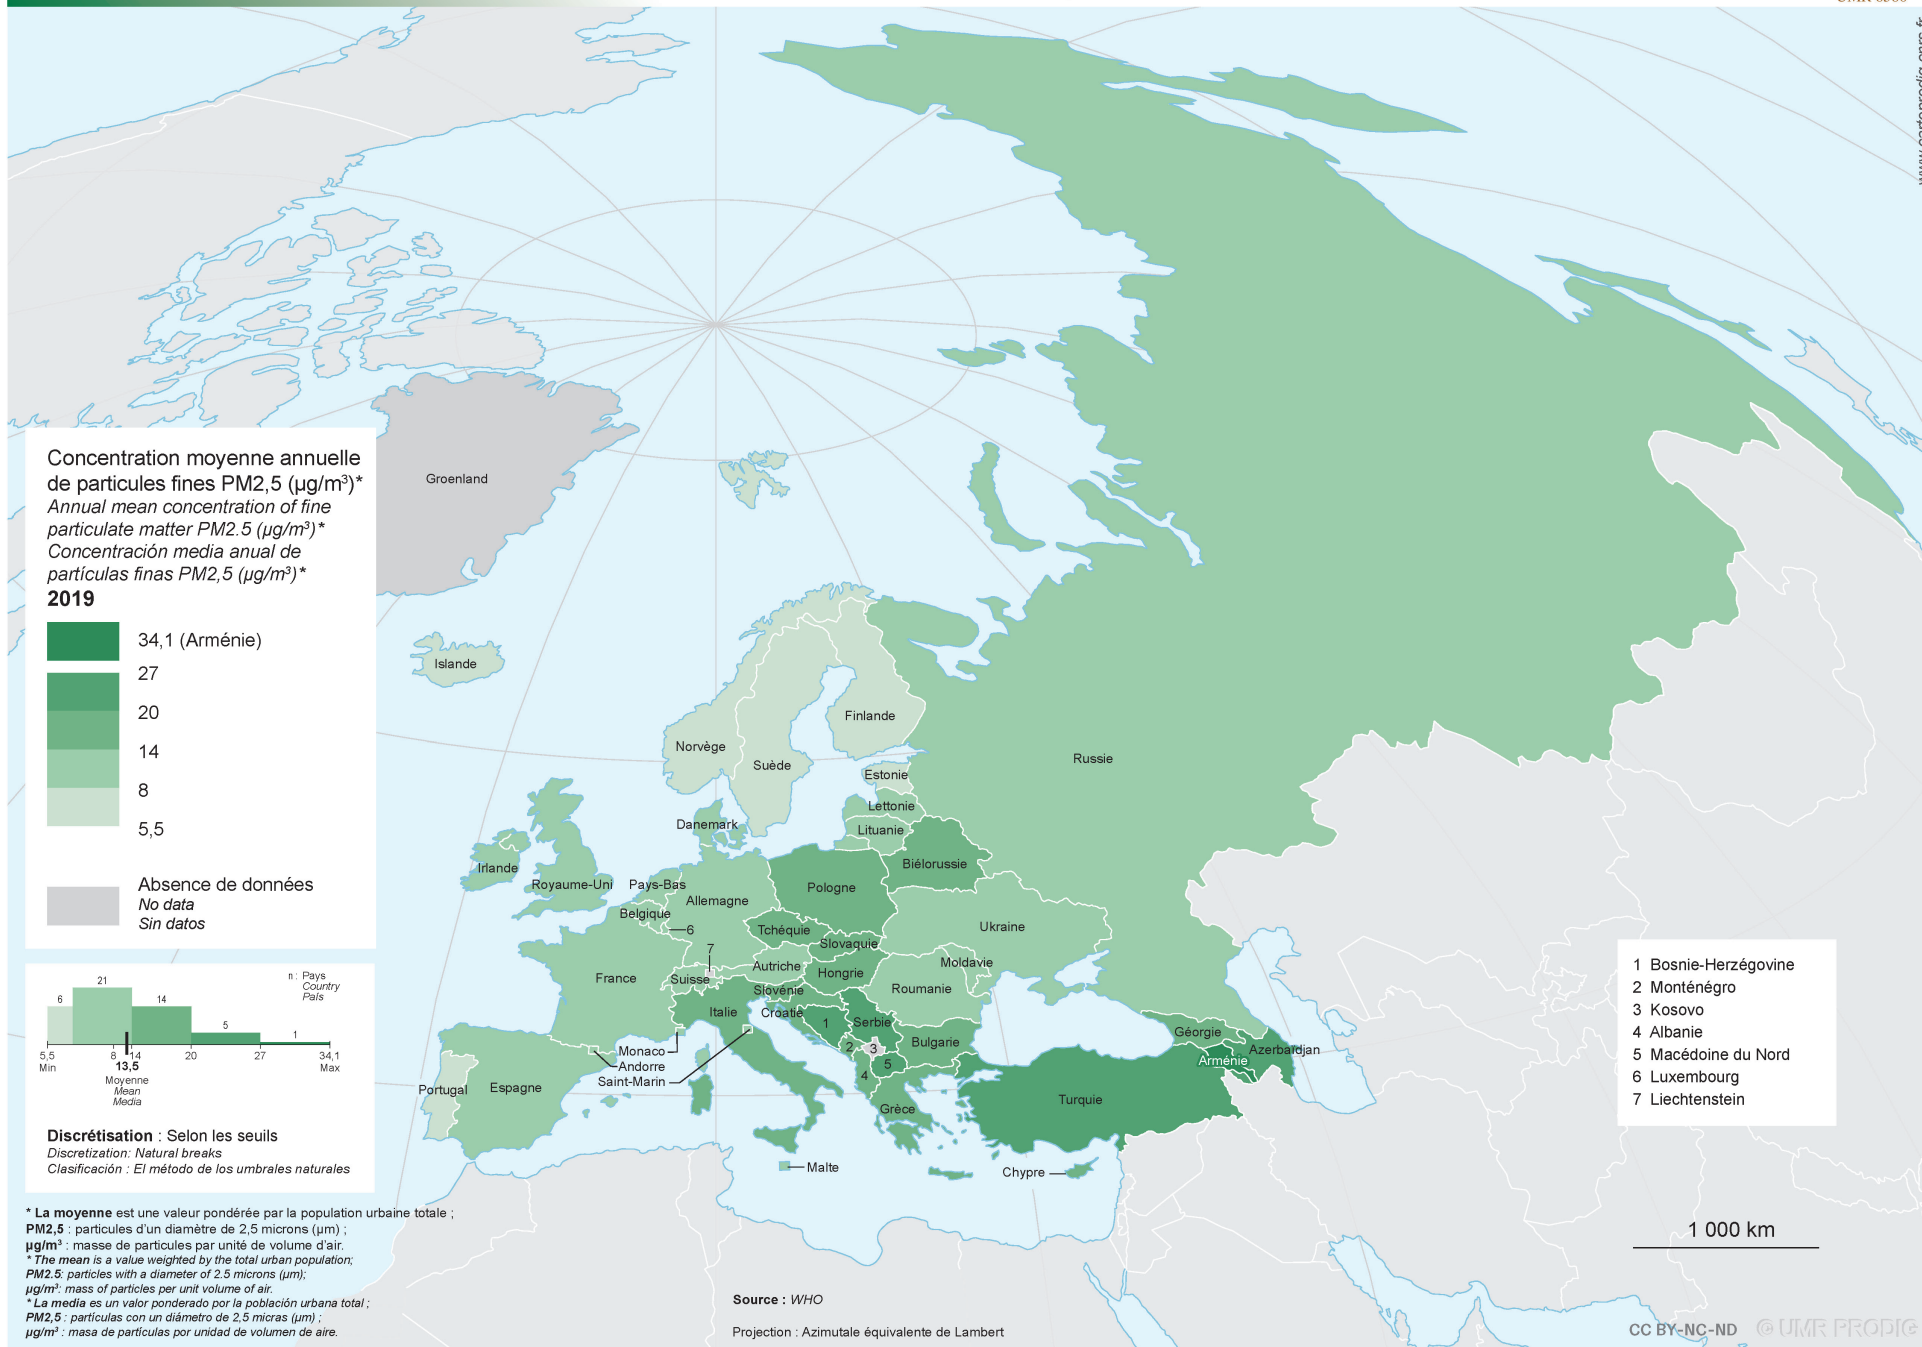 UMR 8586
www.cartoprodig.cnrs.fr
Concentration moyenne annuelle
de particules fines PM2,5 (µg/m³)*
Annual mean concentration of fine
particulate matter PM2.5 (µg/m³)*
Concentración media anual de
partículas finas PM2,5 (µg/m³)*
2019
34,1 (Arménie)
27
20
14
8
5,5
Absence de données
No data
Sin datos
n : Pays
Country
País
6
21
14
5
1
5,5
8
14
20
27
34,1
Min
13,5
Max
Moyenne
Mean
Media
Discrétisation : Selon les seuils
Discretization: Natural breaks
Clasificación : El método de los umbrales naturales
* La moyenne est une valeur pondérée par la population urbaine totale ;
PM2,5 : particules d'un diamètre de 2,5 microns (µm) ;
µg/m³ : masse de particules par unité de volume d'air.
* The mean is a value weighted by the total urban population;
PM2.5: particles with a diameter of 2.5 microns (µm);
µg/m³: mass of particles per unit volume of air.
* La media es un valor ponderado por la población urbana total ;
PM2,5 : partículas con un diámetro de 2,5 micras (µm) ;
µg/m³ : masa de partículas por unidad de volumen de aire.
Groenland
Islande
Norvège
Suède
Finlande
Russie
Estonie
Lettonie
Lituanie
Danemark
Irlande
Royaume-Uni
Pays-Bas
Belgique
6
Allemagne
Pologne
Biélorussie
Ukraine
Tchéquie
Slovaquie
7
Autriche
Hongrie
Moldavie
France
Suisse
Slovénie
Roumanie
Italie
Croatie
1
Serbie
Bulgarie
2
3
4
5
Monaco
Andorre
Saint-Marin
Portugal
Espagne
Grèce
Turquie
Géorgie
Arménie
Azerbaïdjan
Malte
Chypre
1 Bosnie-Herzégovine
2 Monténégro
3 Kosovo
4 Albanie
5 Macédoine du Nord
6 Luxembourg
7 Liechtenstein
1 000 km
Source : WHO
Projection : Azimutale équivalente de Lambert
CC BY-NC-ND
© UMR PRODIG